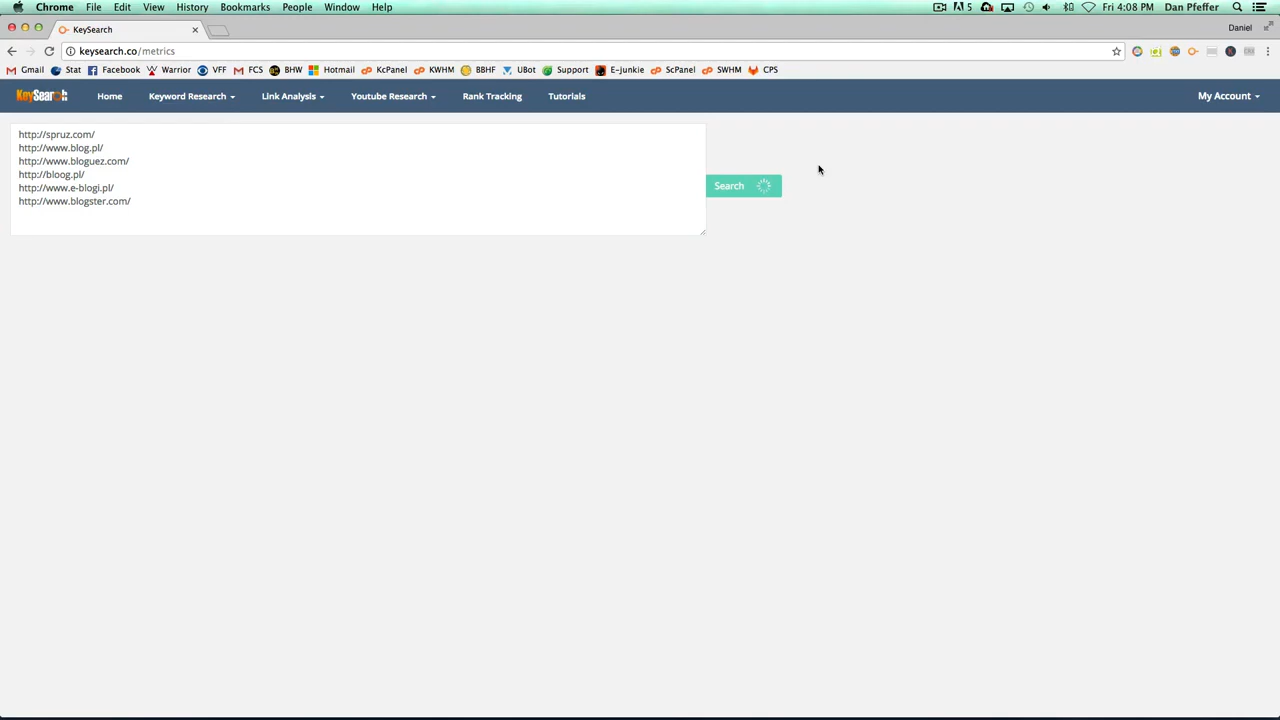 Chrome File Edit View History Bookmarks People Window Help 5 Fri 4:08 PM Dan Pfeffer
KeySearch Daniel
keysearch.co/metrics
Gmail Stat Facebook Warrior VFF FCS BHW Hotmail KcPanel KWHM BBHF UBot Support E-junkie ScPanel SWHM CPS
KeySearch Home Keyword Research Link Analysis Youtube Research Rank Tracking Tutorials My Account
http://spruz.com/
http://www.blog.pl/
http://www.bloguez.com/
http://bloog.pl/
http://www.e-blogi.pl/
http://www.blogster.com/
Search